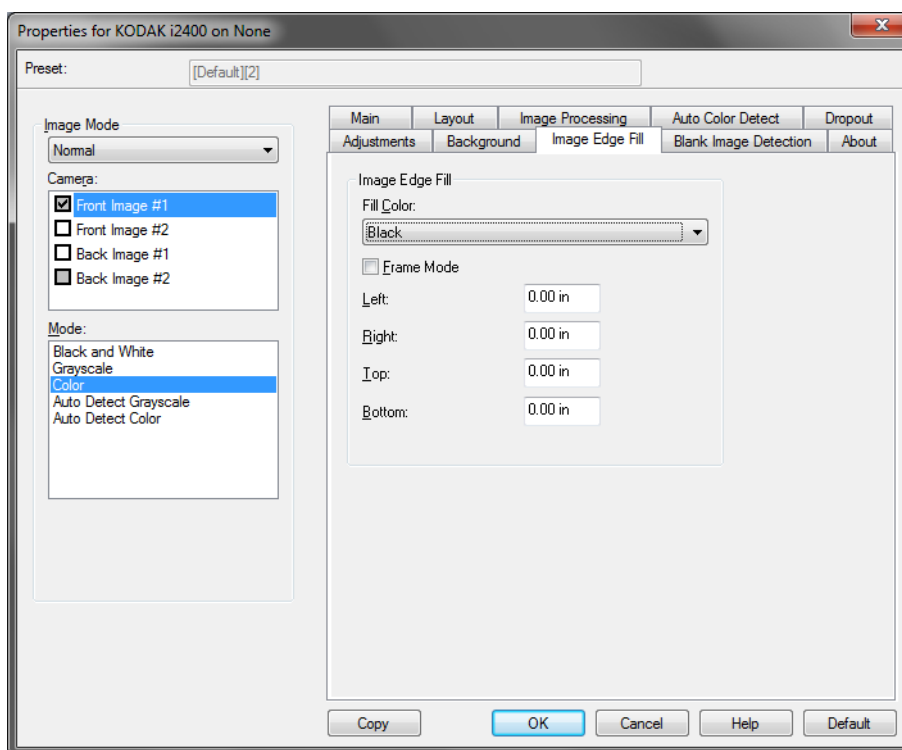 Properties for KODAK i2400 on None
Preset:
[Default][2]
Image Mode
Normal
Camera:
Front Image #1
Front Image #2
Back Image #1
Back Image #2
Mode:
Black and White
Grayscale
Color
Auto Detect Grayscale
Auto Detect Color
Main Layout Image Processing Auto Color Detect Dropout
Adjustments Background Image Edge Fill Blank Image Detection About
Image Edge Fill
Fill Color:
Black
Frame Mode
Left: 0.00 in
Right: 0.00 in
Top: 0.00 in
Bottom: 0.00 in
Copy OK Cancel Help Default